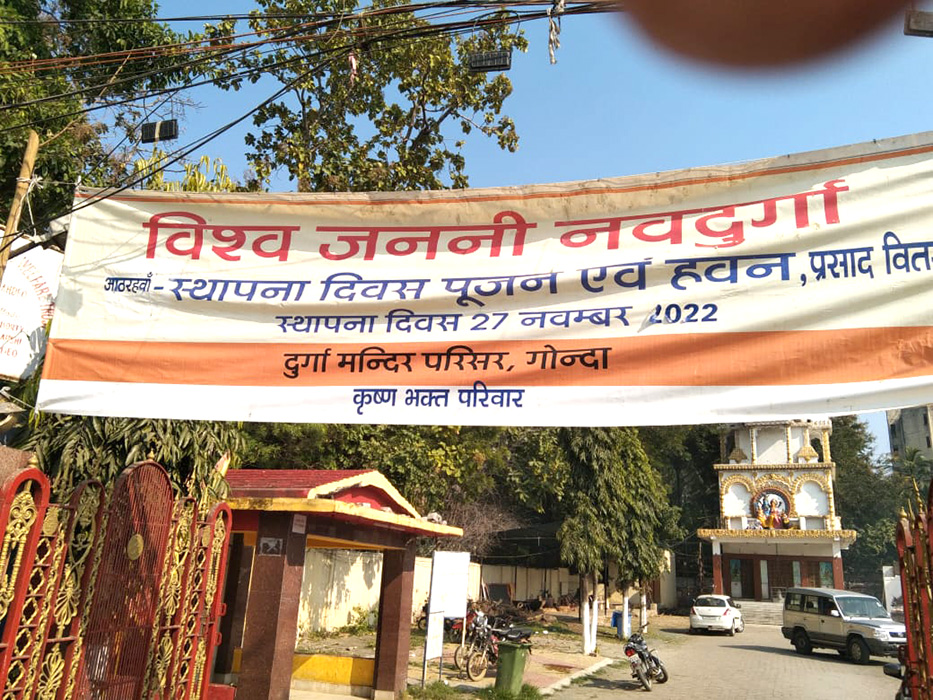 विश्व जननी नवदुर्गा
आठरहवाँ - स्थापना दिवस पूजन एवं हवन, प्रसाद
स्थापना दिवस 27 नवम्बर 2022
दुर्गा मन्दिर परिसर, गोन्डा
कृष्ण भक्त परिवार